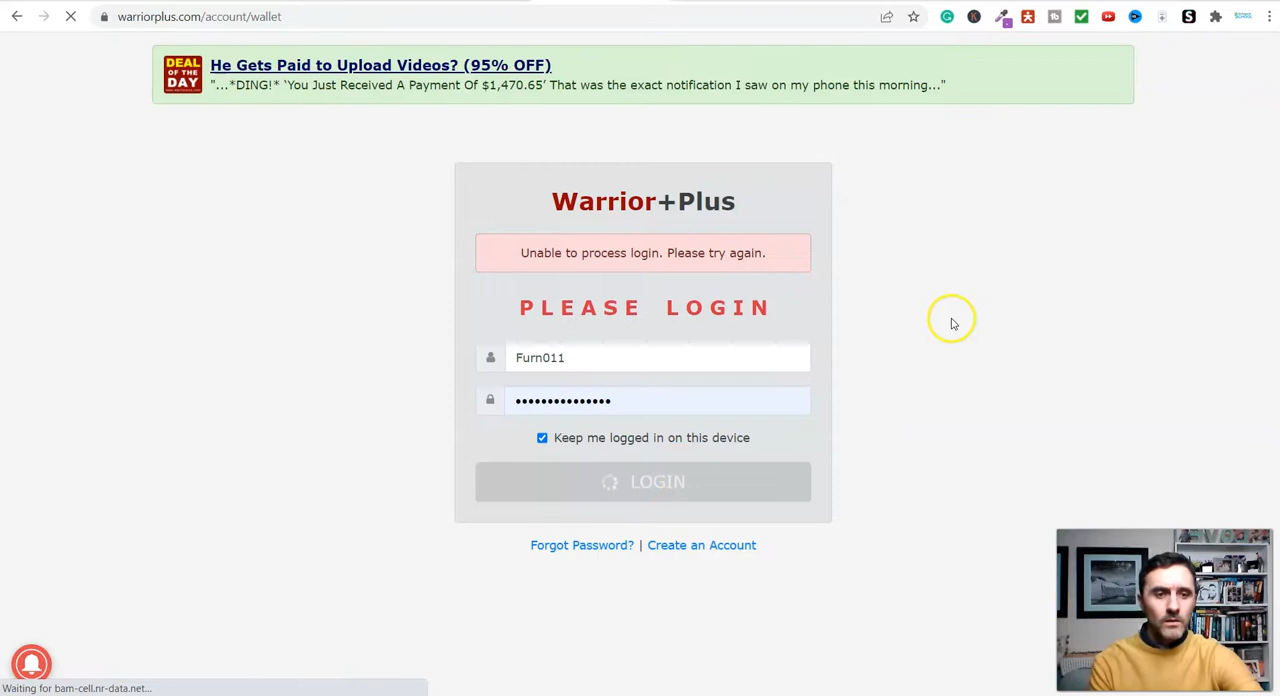 warriorplus.com/account/wallet
DEAL OF THE DAY
He Gets Paid to Upload Videos? (95% OFF)
"...*DING!* 'You Just Received A Payment Of $1,470.65' That was the exact notification I saw on my phone this morning..."
Warrior+Plus
Unable to process login. Please try again.
PLEASE LOGIN
Furn011
•••••••••••••••
Keep me logged in on this device
LOGIN
Forgot Password? | Create an Account
Waiting for bam-cell.nr-data.net...